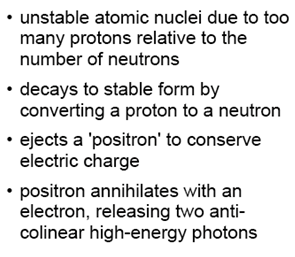 • unstable atomic nuclei due to too
many protons relative to the
number of neutrons
• decays to stable form by
converting a proton to a neutron
• ejects a 'positron' to conserve
electric charge
• positron annihilates with an
electron, releasing two anti-
colinear high-energy photons